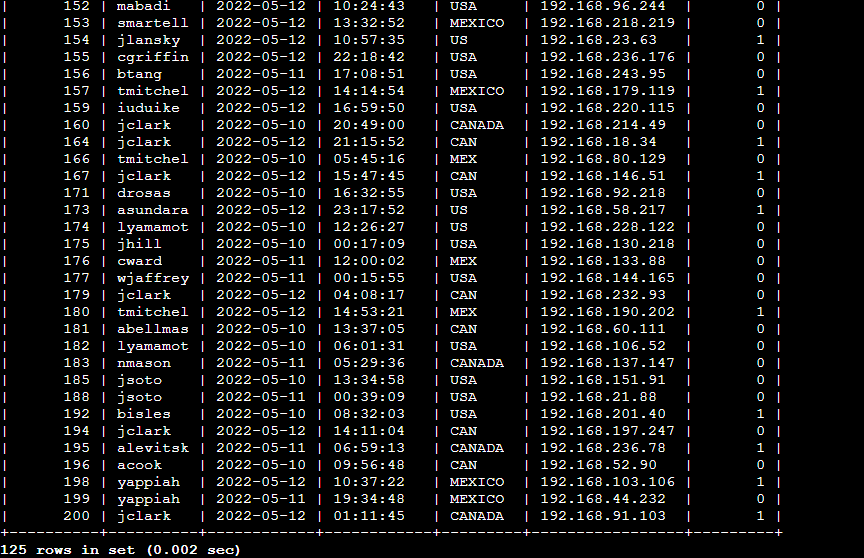 |       152 | mabadi   | 2022-05-12 | 10:24:43   | USA     | 192.168.96.244  |       0 |
|       153 | smartell | 2022-05-12 | 13:32:52   | MEXICO  | 192.168.218.219 |       0 |
|       154 | jlansky  | 2022-05-12 | 10:57:35   | US      | 192.168.23.63   |       1 |
|       155 | cgriffin | 2022-05-12 | 22:18:42   | USA     | 192.168.236.176 |       0 |
|       156 | btang    | 2022-05-11 | 17:08:51   | USA     | 192.168.243.95  |       0 |
|       157 | tmitchel | 2022-05-12 | 14:14:54   | MEXICO  | 192.168.179.119 |       1 |
|       159 | iuduike  | 2022-05-12 | 16:59:50   | USA     | 192.168.220.115 |       0 |
|       160 | jclark   | 2022-05-10 | 20:49:00   | CANADA  | 192.168.214.49  |       0 |
|       164 | jclark   | 2022-05-12 | 21:15:52   | CAN     | 192.168.18.34   |       1 |
|       166 | tmitchel | 2022-05-10 | 05:45:16   | MEX     | 192.168.80.129  |       0 |
|       167 | jclark   | 2022-05-12 | 15:47:45   | CAN     | 192.168.146.51  |       1 |
|       171 | drosas   | 2022-05-10 | 16:32:55   | USA     | 192.168.92.218  |       0 |
|       173 | asundara | 2022-05-12 | 23:17:52   | US      | 192.168.58.217  |       1 |
|       174 | lyamamot | 2022-05-10 | 12:26:27   | US      | 192.168.228.122 |       0 |
|       175 | jhill    | 2022-05-10 | 00:17:09   | USA     | 192.168.130.218 |       0 |
|       176 | cward    | 2022-05-11 | 12:00:02   | MEX     | 192.168.133.88  |       0 |
|       177 | wjaffrey | 2022-05-11 | 00:15:55   | USA     | 192.168.144.165 |       0 |
|       179 | jclark   | 2022-05-12 | 04:08:17   | CAN     | 192.168.232.93  |       0 |
|       180 | tmitchel | 2022-05-12 | 14:53:21   | MEX     | 192.168.190.202 |       1 |
|       181 | abellmas | 2022-05-10 | 13:37:05   | CAN     | 192.168.60.111  |       0 |
|       182 | lyamamot | 2022-05-10 | 06:01:31   | USA     | 192.168.106.52  |       0 |
|       183 | nmason   | 2022-05-11 | 05:29:36   | CANADA  | 192.168.137.147 |       0 |
|       185 | jsoto    | 2022-05-10 | 13:34:58   | USA     | 192.168.151.91  |       0 |
|       188 | jsoto    | 2022-05-11 | 00:39:09   | USA     | 192.168.21.88   |       0 |
|       192 | bisles   | 2022-05-10 | 08:32:03   | USA     | 192.168.201.40  |       1 |
|       194 | jclark   | 2022-05-12 | 14:11:04   | CAN     | 192.168.197.247 |       0 |
|       195 | alevitsk | 2022-05-11 | 06:59:13   | CANADA  | 192.168.236.78  |       1 |
|       196 | acook    | 2022-05-10 | 09:56:48   | CAN     | 192.168.52.90   |       0 |
|       198 | yappiah  | 2022-05-12 | 10:37:22   | MEXICO  | 192.168.103.106 |       1 |
|       199 | yappiah  | 2022-05-11 | 19:34:48   | MEXICO  | 192.168.44.232  |       0 |
|       200 | jclark   | 2022-05-12 | 01:11:45   | CANADA  | 192.168.91.103  |       1 |
+----------+----------+------------+------------+---------+-----------------+---------+
125 rows in set (0.002 sec)